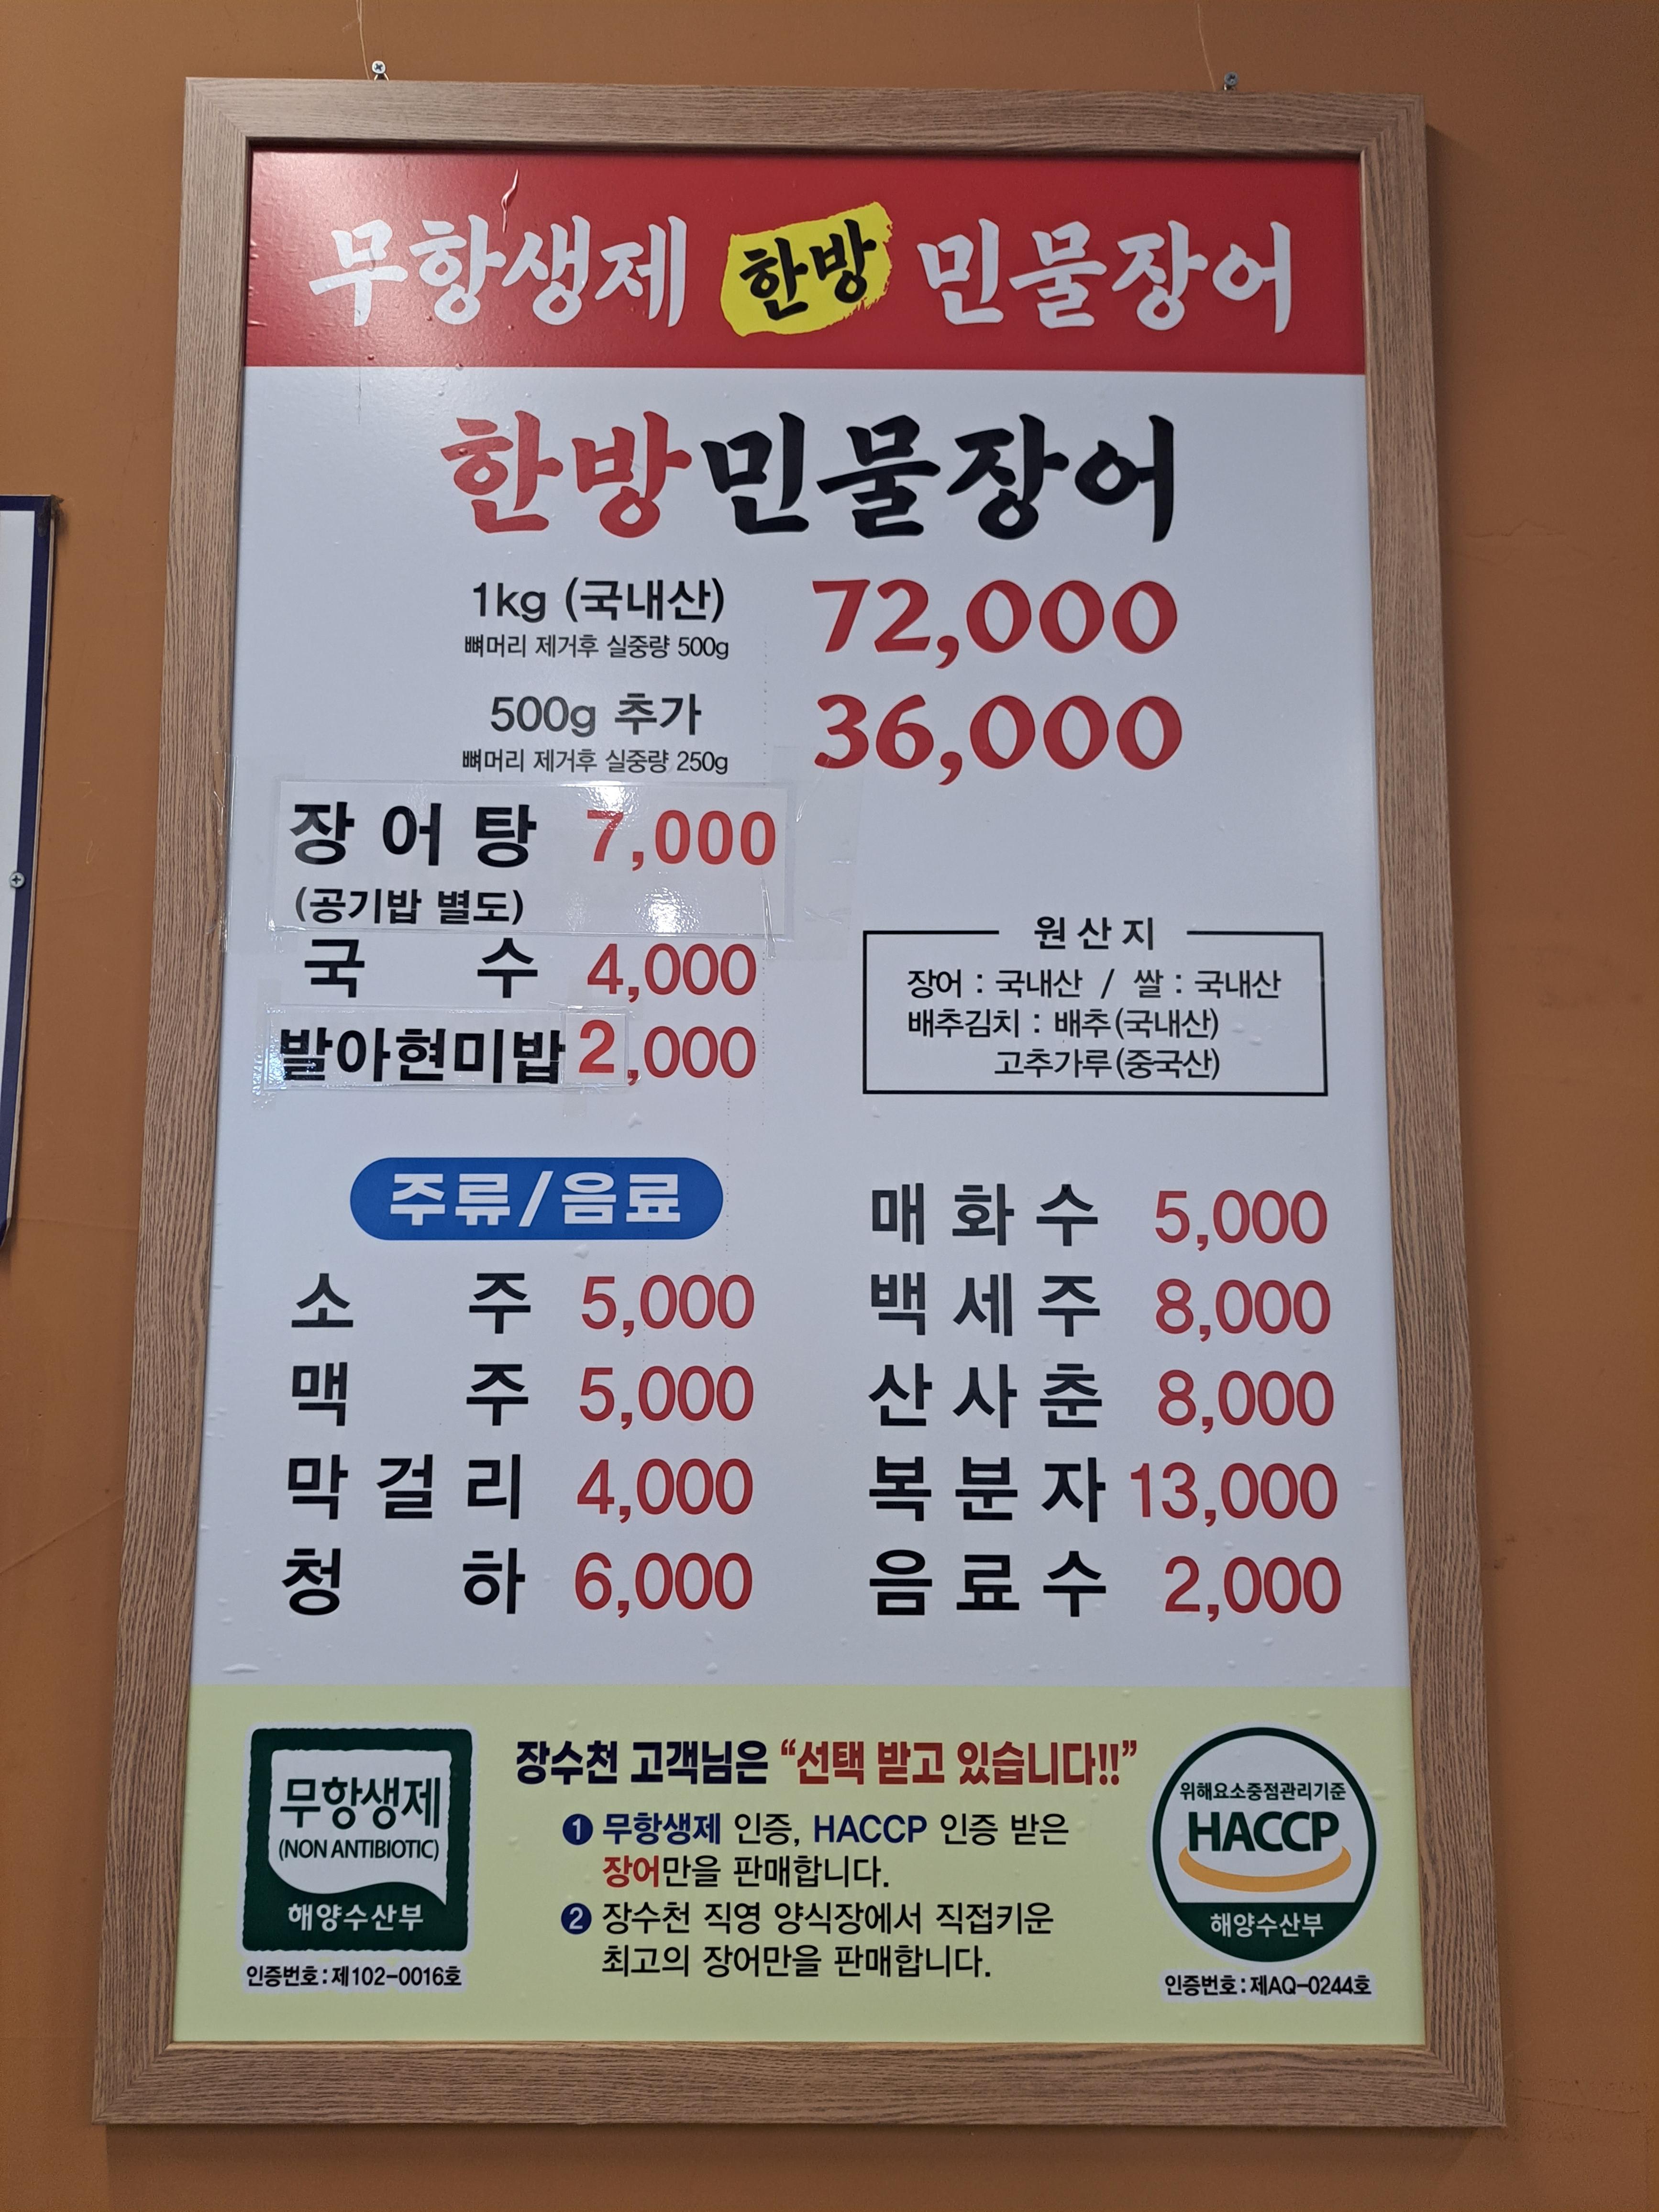 무항생제 한방 민물장어
한방민물장어
1kg (국내산) 72,000
뼈머리 제거후 실중량 500g
500g 추가 36,000
뼈머리 제거후 실중량 250g
장어탕 7,000
(공기밥 별도)
국수 4,000
발아현미밥 2,000
원산지
장어 : 국내산 / 쌀 : 국내산
배추김치 : 배추(국내산)
고추가루(중국산)
주류/음료
소주 5,000
맥주 5,000
막걸리 4,000
청하 6,000
매화수 5,000
백세주 8,000
산사춘 8,000
복분자 13,000
음료수 2,000
무항생제
(NON ANTIBIOTIC)
해양수산부
인증번호:제102-0016호
장수천 고객님은 “선택 받고 있습니다!!”
❶ 무항생제 인증, HACCP 인증 받은
장어만을 판매합니다.
❷ 장수천 직영 양식장에서 직접키운
최고의 장어만을 판매합니다.
위해요소중점관리기준
HACCP
해양수산부
인증번호:제AQ-0244호